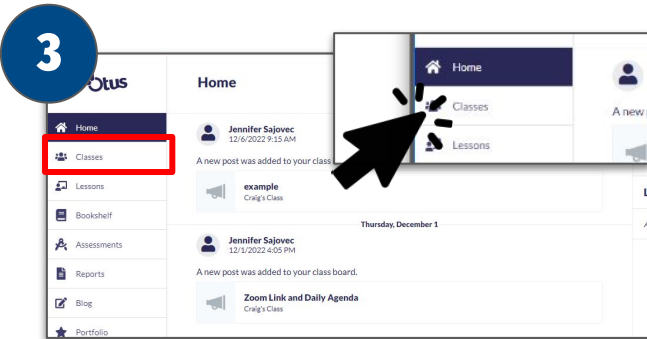 3
Otus
Home
Home
Classes
Lessons
Bookshelf
Assessments
Reports
Blog
Portfolio
Jennifer Sajovec
12/6/2022 9:15 AM
A new post was added to your class
example
Craig's Class
Thursday, December 1
Jennifer Sajovec
12/1/2022 4:05 PM
A new post was added to your class board.
Zoom Link and Daily Agenda
Craig's Class
Home
Classes
Lessons
A new